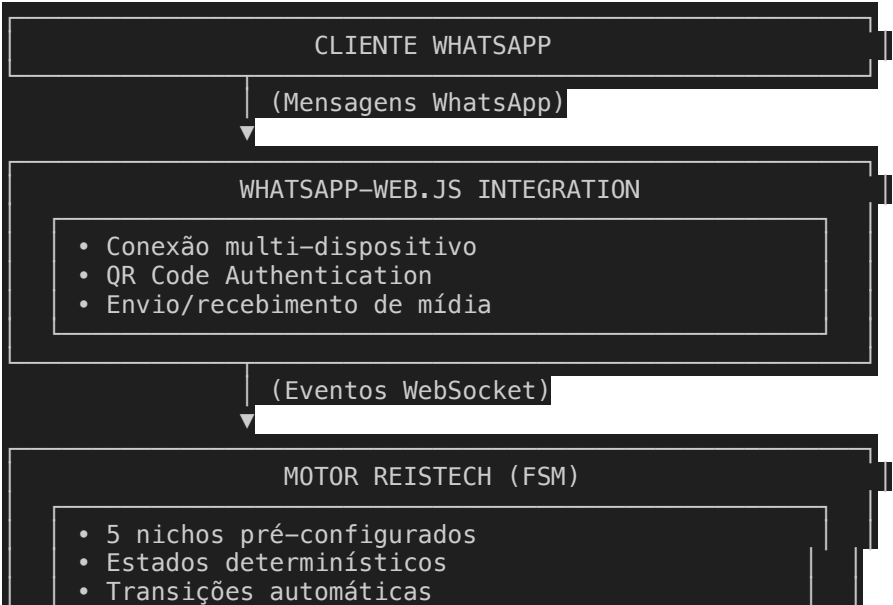 CLIENTE WHATSAPP
(Mensagens WhatsApp)
WHATSAPP-WEB.JS INTEGRATION
• Conexão multi-dispositivo
• QR Code Authentication
• Envio/recebimento de mídia
(Eventos WebSocket)
MOTOR REISTECH (FSM)
• 5 nichos pré-configurados
• Estados determinísticos
• Transições automáticas